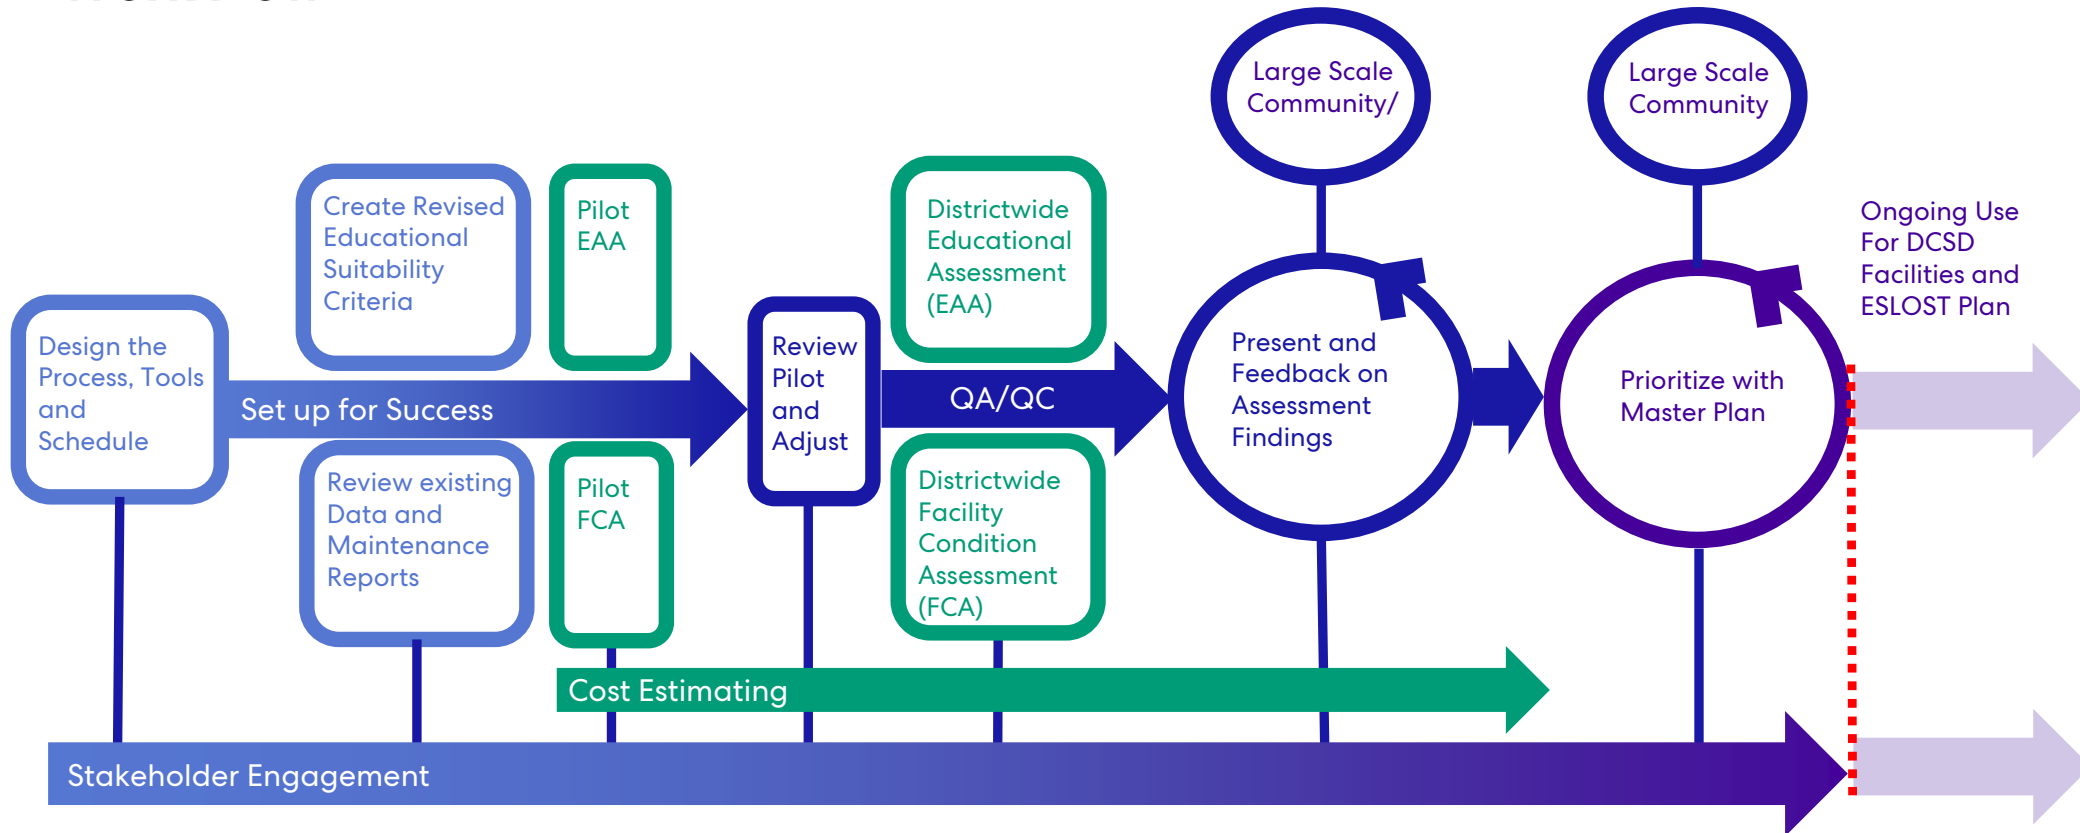 Large Scale
Community/
Large Scale
Community
Create Revised
Educational
Suitability
Criteria
Pilot
EAA
Districtwide
Educational
Assessment
(EAA)
Ongoing Use
For DCSD
Facilities and
ESLOST Plan
Design the
Process, Tools
and
Schedule
Set up for Success
Review
Pilot
and
Adjust
QA/QC
Present and
Feedback on
Assessment
Findings
Prioritize with
Master Plan
Review existing
Data and
Maintenance
Reports
Pilot
FCA
Districtwide
Facility
Condition
Assessment
(FCA)
Cost Estimating
Stakeholder Engagement